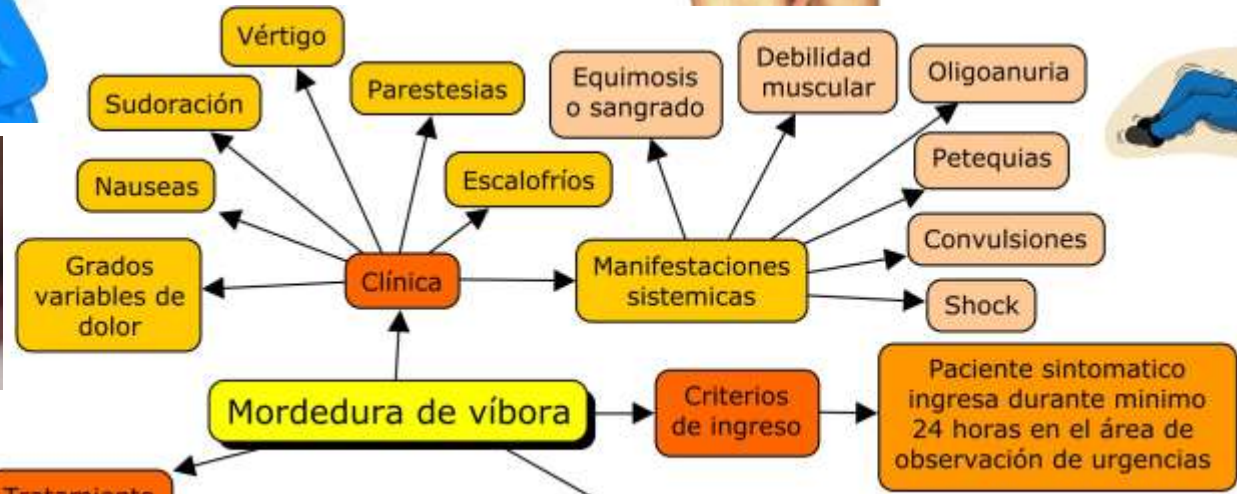 Vértigo
Sudoración
Parestesias
Nauseas
Escalofríos
Grados
variables de
dolor
Clínica
Equimosis
o sangrado
Debilidad
muscular
Oligoanuria
Petequias
Convulsiones
Shock
Manifestaciones
sistemicas
Mordedura de víbora
Criterios
de ingreso
Paciente sintomatico
ingresa durante minimo
24 horas en el área de
observación de urgencias
Tratamiento